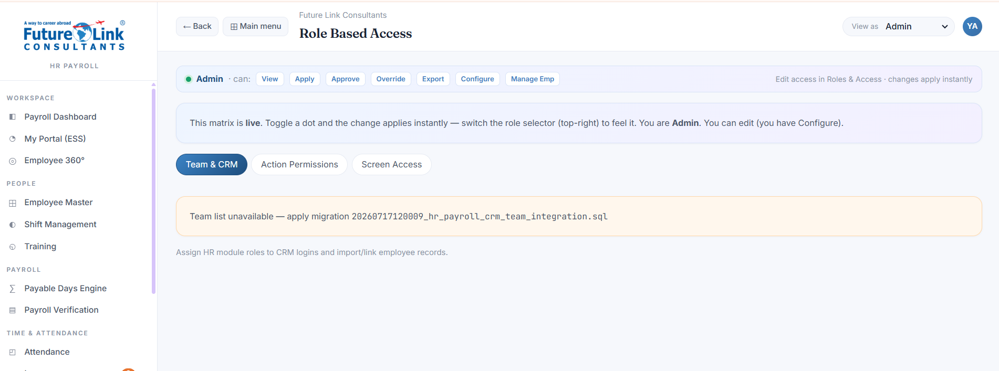 A way to career abroad ®
Future Link
CONSULTANTS
HR PAYROLL
← Back
Main menu
Future Link Consultants
Role Based Access
View as Admin
YA
WORKSPACE
Payroll Dashboard
My Portal (ESS)
Employee 360°
PEOPLE
Employee Master
Shift Management
Training
PAYROLL
Payable Days Engine
Payroll Verification
TIME & ATTENDANCE
Attendance
Admin · can: View Apply Approve Override Export Configure Manage Emp
Edit access in Roles & Access · changes apply instantly
This matrix is live. Toggle a dot and the change applies instantly — switch the role selector (top-right) to feel it. You are Admin. You can edit (you have Configure).
Team & CRM
Action Permissions
Screen Access
Team list unavailable — apply migration 20260717120009_hr_payroll_crm_team_integration.sql
Assign HR module roles to CRM logins and import/link employee records.